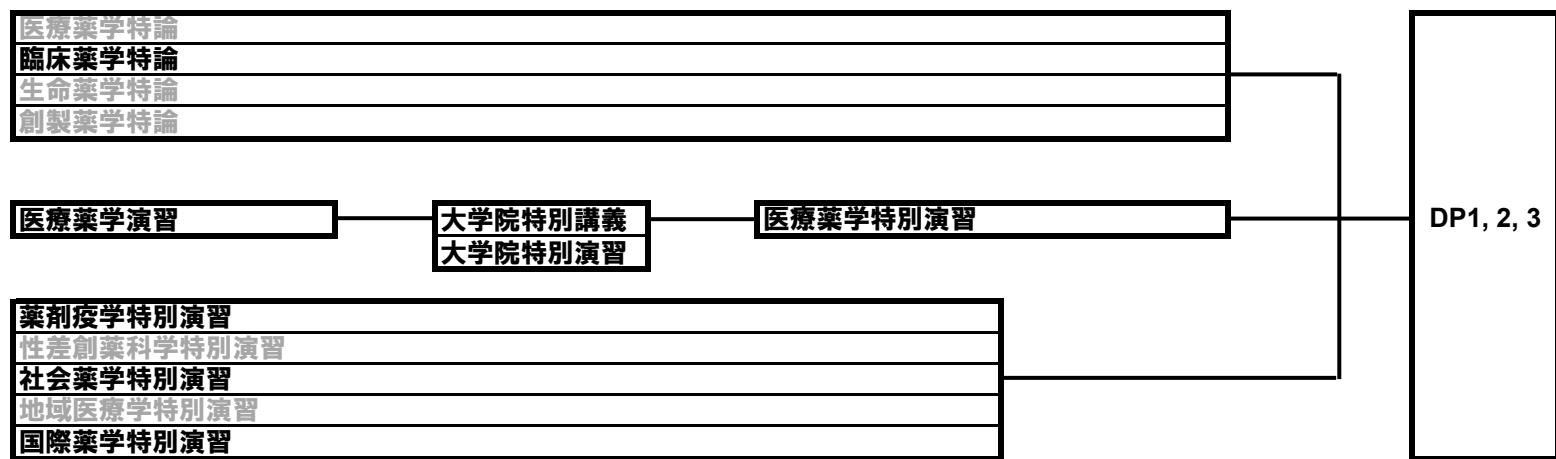 医療薬学特論
臨床薬学特論
生命薬学特論
創製薬学特論
医療薬学演習
大学院特別講義
大学院特別演習
医療薬学特別演習
DP1, 2, 3
薬剤疫学特別演習
性差創薬科学特別演習
社会薬学特別演習
地域医療学特別演習
国際薬学特別演習